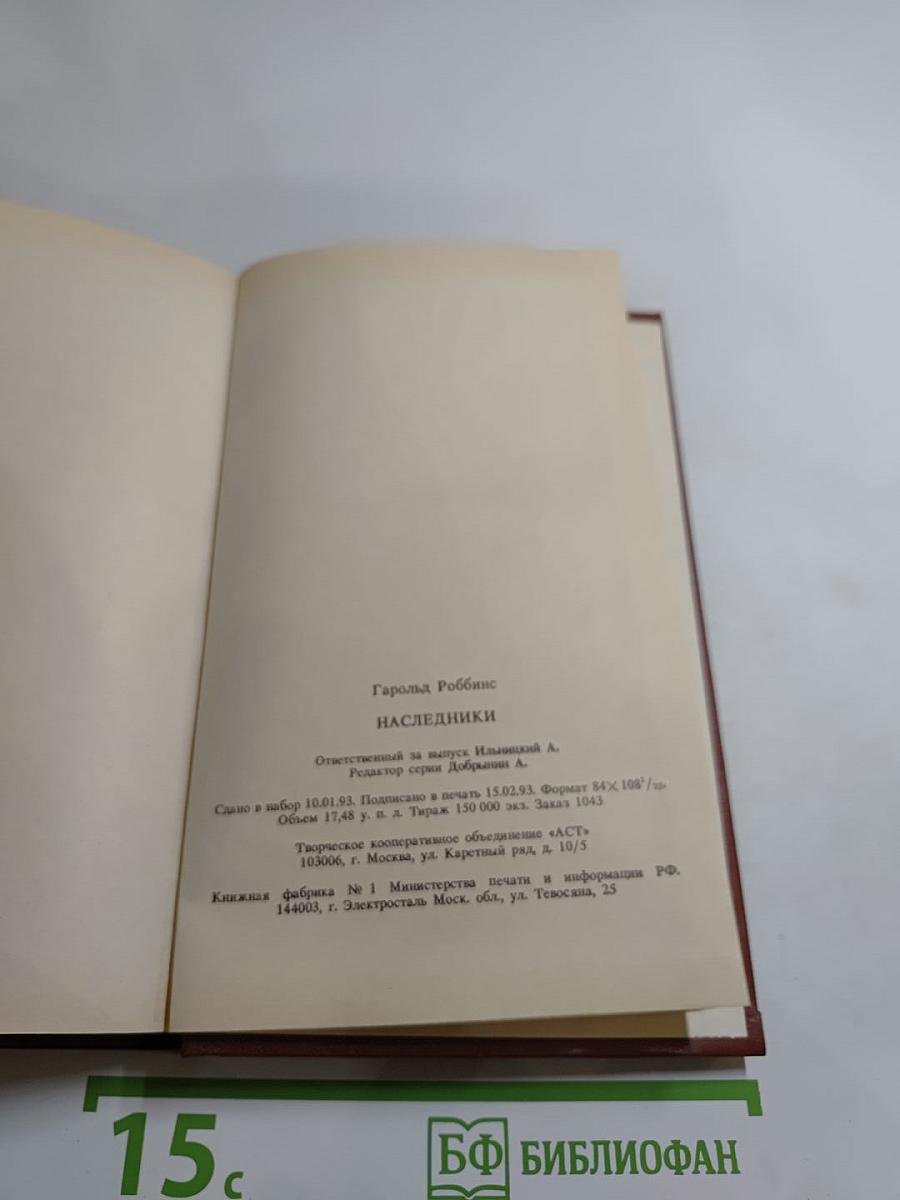 Гарольд Роббинс
НАСЛЕДНИКИ
Ответственный за выпуск Ильницкий А.
Редактор серии Добрынин А.
Сдано в набор 10.01.93. Подписано в печать 15.02.93. Формат 84×108¹/₃₂.
Объем 17,48 у. п. л. Тираж 150 000 экз. Заказ 1043
Творческое кооперативное объединение «АСТ»
103006, г. Москва, ул. Каретный ряд, д. 10/5
Книжная фабрика №1 Министерства печати и информации РФ.
144003, г. Электросталь Моск. обл., ул. Тевосяна, 25
15 с
БФ БИБЛИОФАН